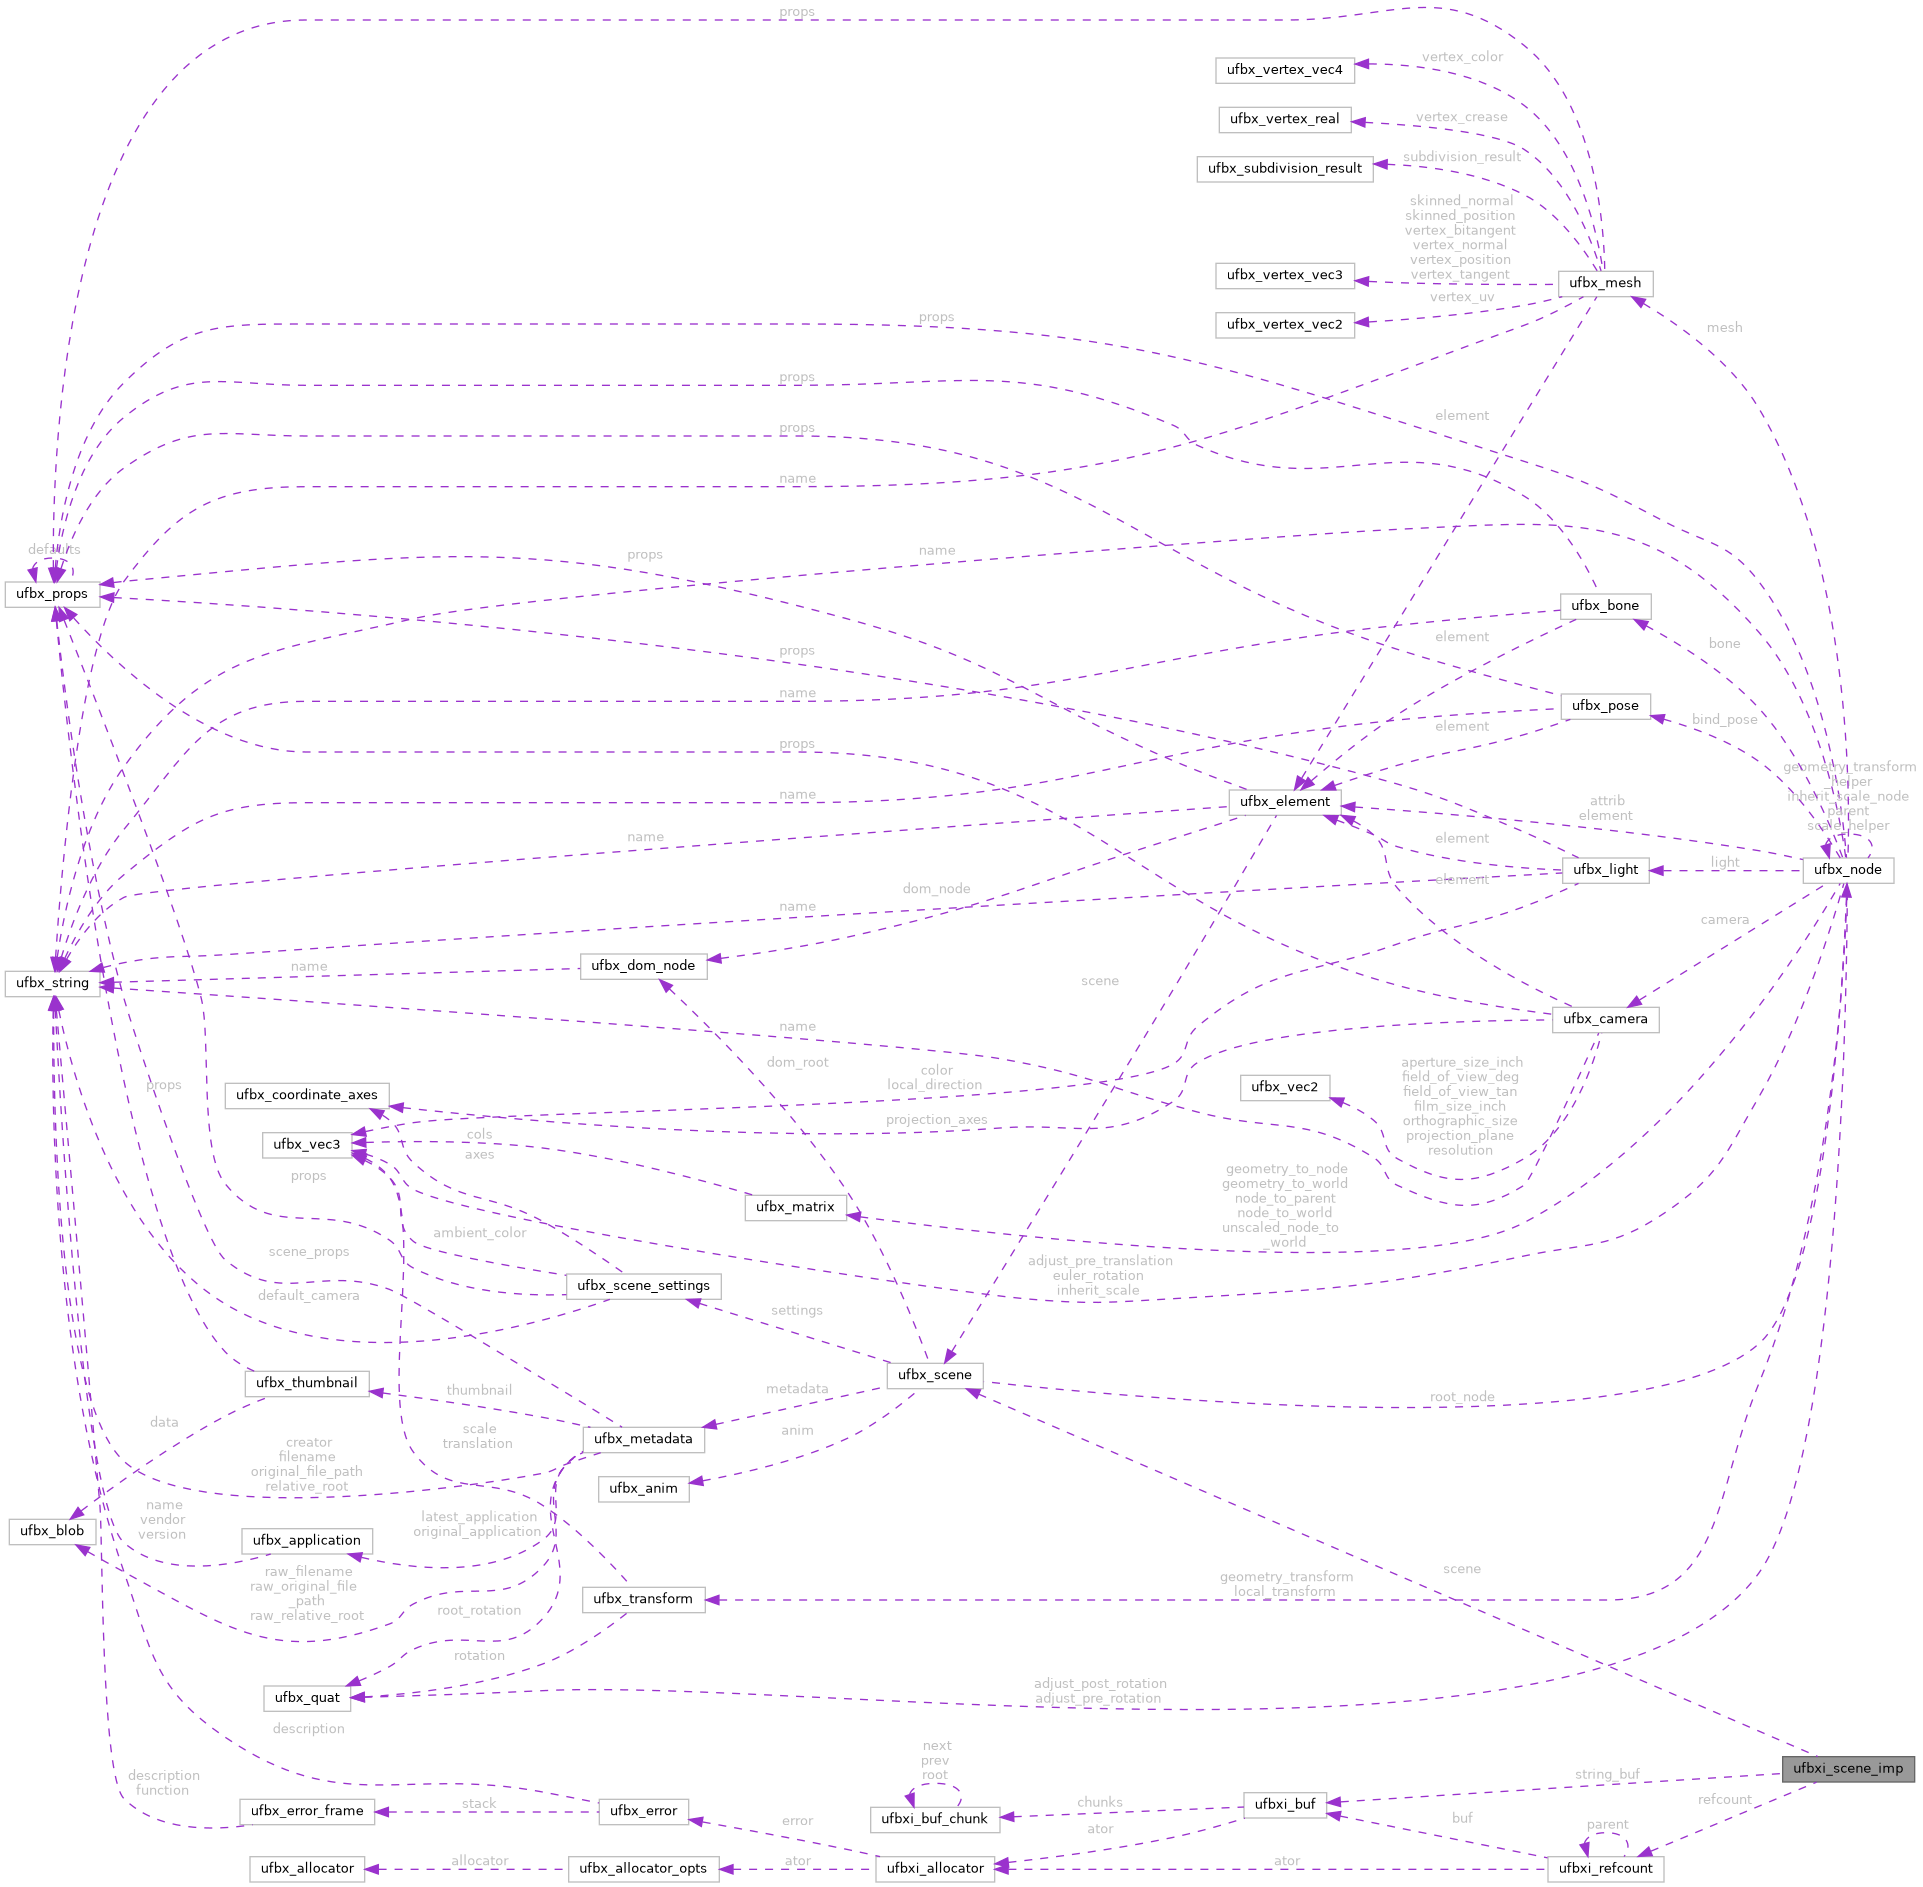 props
vertex_color
ufbx_vertex_vec4
vertex_crease
ufbx_vertex_real
subdivision_result
ufbx_subdivision_result
skinned_normal
skinned_position
vertex_bitangent
vertex_normal
vertex_position
vertex_tangent
ufbx_vertex_vec3
ufbx_mesh
vertex_uv
ufbx_vertex_vec2
props
mesh
props
element
props
name
defaults
name
props
ufbx_props
ufbx_bone
element
bone
props
name
ufbx_pose
bind_pose
element
props
geometry_transform
_helper
inherit_scale_node
parent
scale_helper
name
ufbx_element
attrib
element
name
element
light
ufbx_light
ufbx_node
element
dom_node
name
camera
ufbx_dom_node
name
ufbx_string
scene
ufbx_camera
name
dom_root
aperture_size_inch
field_of_view_deg
field_of_view_tan
film_size_inch
orthographic_size
projection_plane
resolution
color
local_direction
props
ufbx_vec2
ufbx_coordinate_axes
projection_axes
cols
axes
ufbx_vec3
props
geometry_to_node
geometry_to_world
node_to_parent
node_to_world
unscaled_node_to
_world
ufbx_matrix
ambient_color
scene_props
adjust_pre_translation
euler_rotation
inherit_scale
ufbx_scene_settings
default_camera
settings
ufbx_scene
ufbx_thumbnail
thumbnail
metadata
root_node
data
scale
translation
anim
ufbx_metadata
creator
filename
original_file_path
relative_root
ufbx_anim
name
vendor
version
latest_application
original_application
ufbx_blob
ufbx_application
scene
raw_filename
raw_original_file
_path
raw_relative_root
geometry_transform
local_transform
ufbx_transform
root_rotation
rotation
adjust_post_rotation
adjust_pre_rotation
ufbx_quat
description
next
prev
root
ufbxi_scene_imp
description
function
string_buf
refcount
ufbx_error_frame
stack
ufbx_error
error
ufbxi_buf_chunk
chunks
ufbxi_buf
buf
parent
ator
ufbx_allocator
allocator
ufbx_allocator_opts
ator
ufbxi_allocator
ator
ufbxi_refcount